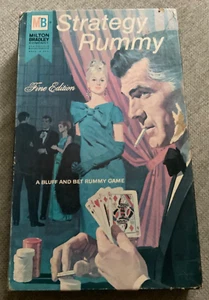 MB
MILTON
BRADLEY
Strategy
Rummy
Fine Edition
A BLUFF AND BET RUMMY GAME